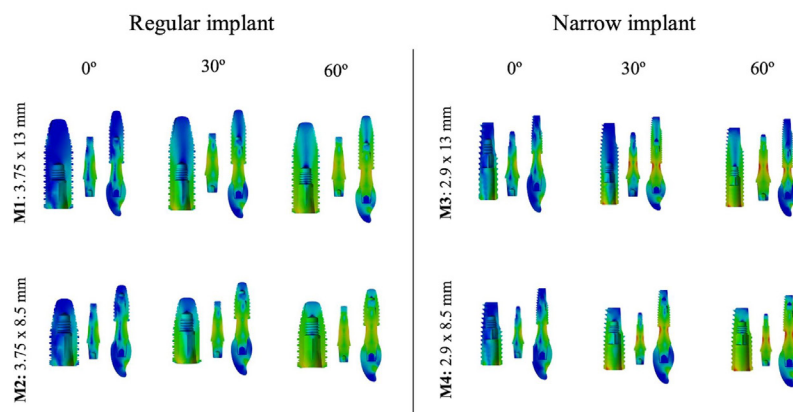 Regular implant
Narrow implant
0º
30º
60º
0º
30º
60º
M1: 3.75 x 13 mm
M3: 2.9 x 13 mm
M2: 3.75 x 8.5 mm
M4: 2.9 x 8.5 mm